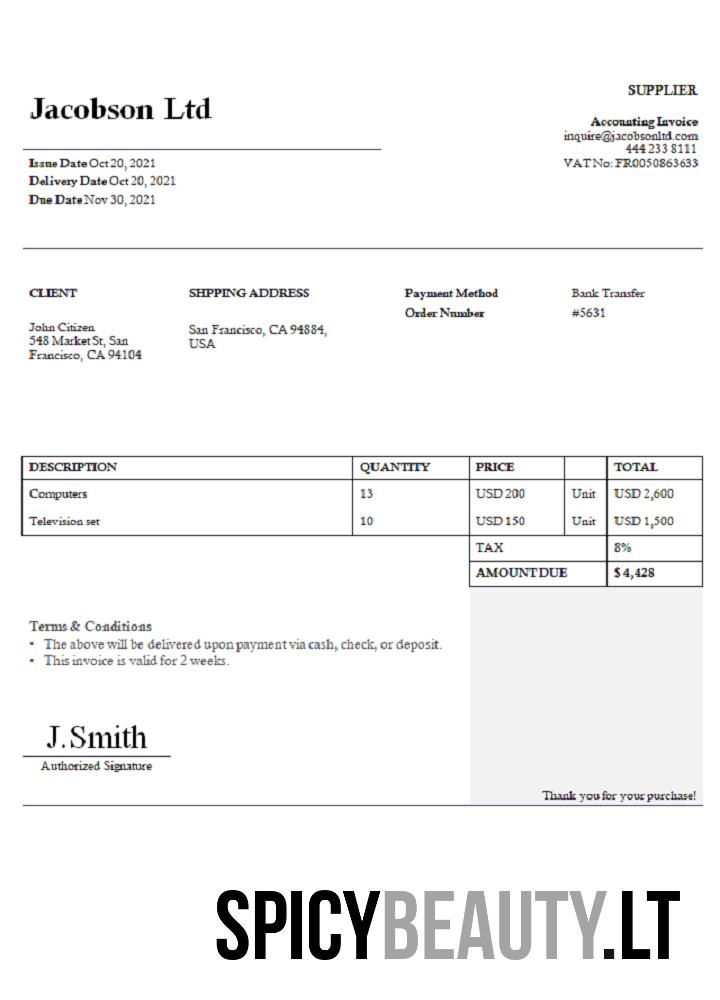 Jacobson Ltd
SUPPLIER
Accounting Invoice
inquire@jacobsonltd.com
444 233 8111
VAT No: FR0050863633
Issue Date Oct 20, 2021
Delivery Date Oct 20, 2021
Due Date Nov 30, 2021
CLIENT
John Citizen
548 Market St, San
Francisco, CA 94104
SHPPING ADDRESS
San Francisco, CA 94884,
USA
Payment Method Bank Transfer
Order Number #5631
DESCRIPTION QUANTITY PRICE TOTAL
Computers 13 USD 200 Unit USD 2,600
Television set 10 USD 150 Unit USD 1,500
TAX 8%
AMOUNT DUE $ 4,428
Terms & Conditions
• The above will be delivered upon payment via cash, check, or deposit.
• This invoice is valid for 2 weeks.
J.Smith
Authorized Signature
Thank you for your purchase!
SPICYBEAUTY.LT